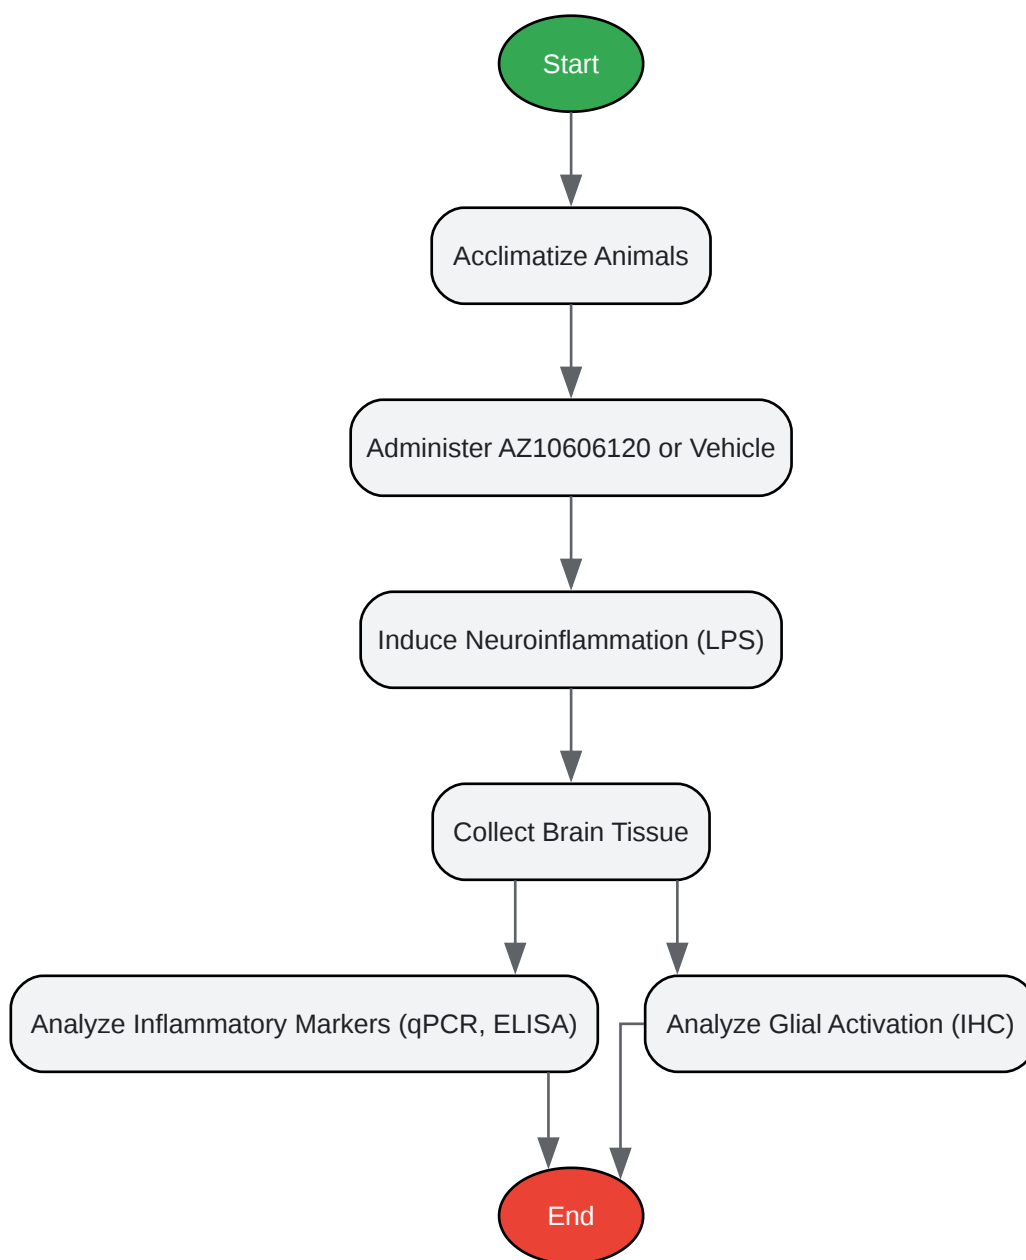 Start
Acclimatize Animals
Administer AZ10606120 or Vehicle
Induce Neuroinflammation (LPS)
Collect Brain Tissue
Analyze Inflammatory Markers (qPCR, ELISA)
Analyze Glial Activation (IHC)
End